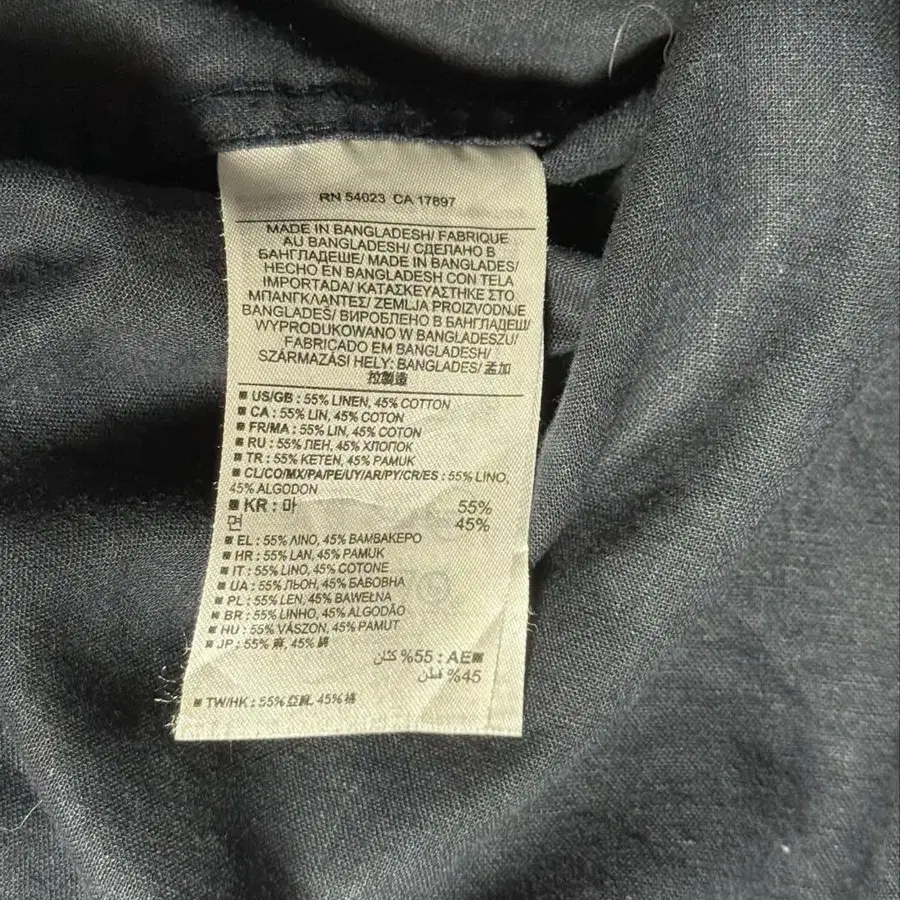 RN 54023 CA 17897
MADE IN BANGLADESH/ FABRIQUE
AU BANGLADESH/ СДЕЛАНО В
БАНГЛАДЕШЕ/ MADE IN BANGLADES/
HECHO EN BANGLADESH CON TELA
IMPORTADA/ ΚΑΤΑΣΚΕΥΑΣΤΗΚΕ ΣΤΟ
ΜΠΑΝΓΚΛΑΝΤΕΣ/ ZEMLJA PROIZVODNJE
BANGLADEŠ/ ВИРОБЛЕНО В БАНГЛАДЕШ/
WYPRODUKOWANO W BANGLADESZU/
FABRICADO EM BANGLADESH/
SZÁRMAZÁSI HELY: BANGLADES/ 孟加
拉製造
■ US/GB : 55% LINEN, 45% COTTON
■ CA : 55% LIN, 45% COTON
■ FR/MA : 55% LIN, 45% COTON
■ RU : 55% ЛЕН, 45% ХЛОПОК
■ TR : 55% KETEN, 45% PAMUK
■ CL/CO/MX/PA/PE/UY/AR/PY/CR/ES : 55% LINO,
45% ALGODON
■ KR : 마 55%
면 45%
■ EL : 55% ΛΙΝΟ, 45% ΒΑΜΒΑΚΕΡΟ
■ HR : 55% LAN, 45% PAMUK
■ IT : 55% LINO, 45% COTONE
■ UA : 55% ЛЬОН, 45% БАВОВНА
■ PL : 55% LEN, 45% BAWEŁNA
■ BR : 55% LINHO, 45% ALGODÃO
■ HU : 55% VÁSZON, 45% PAMUT
■ JP : 55% 麻, 45% 綿
■AE : 55% كتان
45% قطن
■ TW/HK : 55% 亞麻, 45% 棉